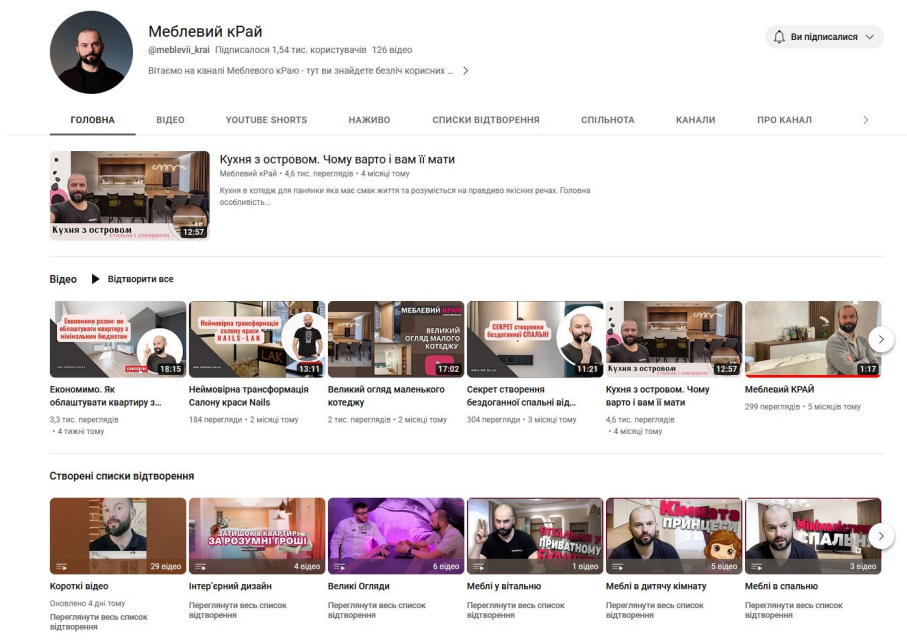 Меблевий кРай
@meblevii_krai Підписалося 1,54 тис. користувачів 126 відео
Вітаємо на каналі Меблевого кРаю - тут ви знайдете безліч корисних ...
Ви підписалися
ГОЛОВНА ВІДЕО YOUTUBE SHORTS НАЖИВО СПИСКИ ВІДТВОРЕННЯ СПІЛЬНОТА КАНАЛИ ПРО КАНАЛ
Кухня з островом. Чому варто і вам її мати
Меблевий кРай • 4,6 тис. переглядів • 4 місяці тому
Кухня в котедж для панянки яка має смак життя та розуміється на правдиво якісних речах. Головна
особливість...
Кухня з островом
12:57
Відео Відтворити все
Економимо разом: як
облаштувати квартиру з
мінімальним бюджетом
18:15
Неймовірна трансформація
салону краси
NAILS-LAK
LAK
13:11
МЕБЛЕВИЙ КРАЙ
ВЕЛИКИЙ
ОГЛЯД МАЛОГО
КОТЕДЖУ
17:02
СЕКРЕТ створення
бездоганної СПАЛЬНІ
11:21
Кухня з островом
12:57
1:17
Економимо. Як
облаштувати квартиру з...
3,3 тис. переглядів
• 4 тижні тому
Неймовірна трансформація
Салону краси Nails
184 перегляди • 2 місяці тому
Великий огляд маленького
котеджу
2 тис. переглядів • 2 місяці тому
Секрет створення
бездоганної спальні від...
304 перегляди • 3 місяці тому
Кухня з островом. Чому
варто і вам її мати
4,6 тис. переглядів
• 4 місяці тому
Меблевий КРАЙ
299 переглядів • 5 місяців тому
Створені списки відтворення
29 відео
ЗАТИШОК В КВАРТИРІ
ЗА РОЗУМНІ ГРОШІ
4 відео
6 відео
ВІТАЛЬНЯ У
ПРИВАТНОМУ
1 відео
Кімната
ПРИНЦЕСИ
5 відео
СПАЛЬН
3 відео
Короткі відео
Оновлено 4 дні тому
Переглянути весь список
відтворення
Інтер'єрний дизайн
Переглянути весь список
відтворення
Великі Огляди
Переглянути весь список
відтворення
Меблі у вітальню
Переглянути весь список
відтворення
Меблі в дитячу кімнату
Переглянути весь список
відтворення
Меблі в спальню
Переглянути весь список
відтворення